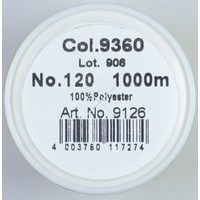 Col.9360
Lot. 906
No.120 1000m
100%Polyester
Art. No. 9126
4 003760 117274